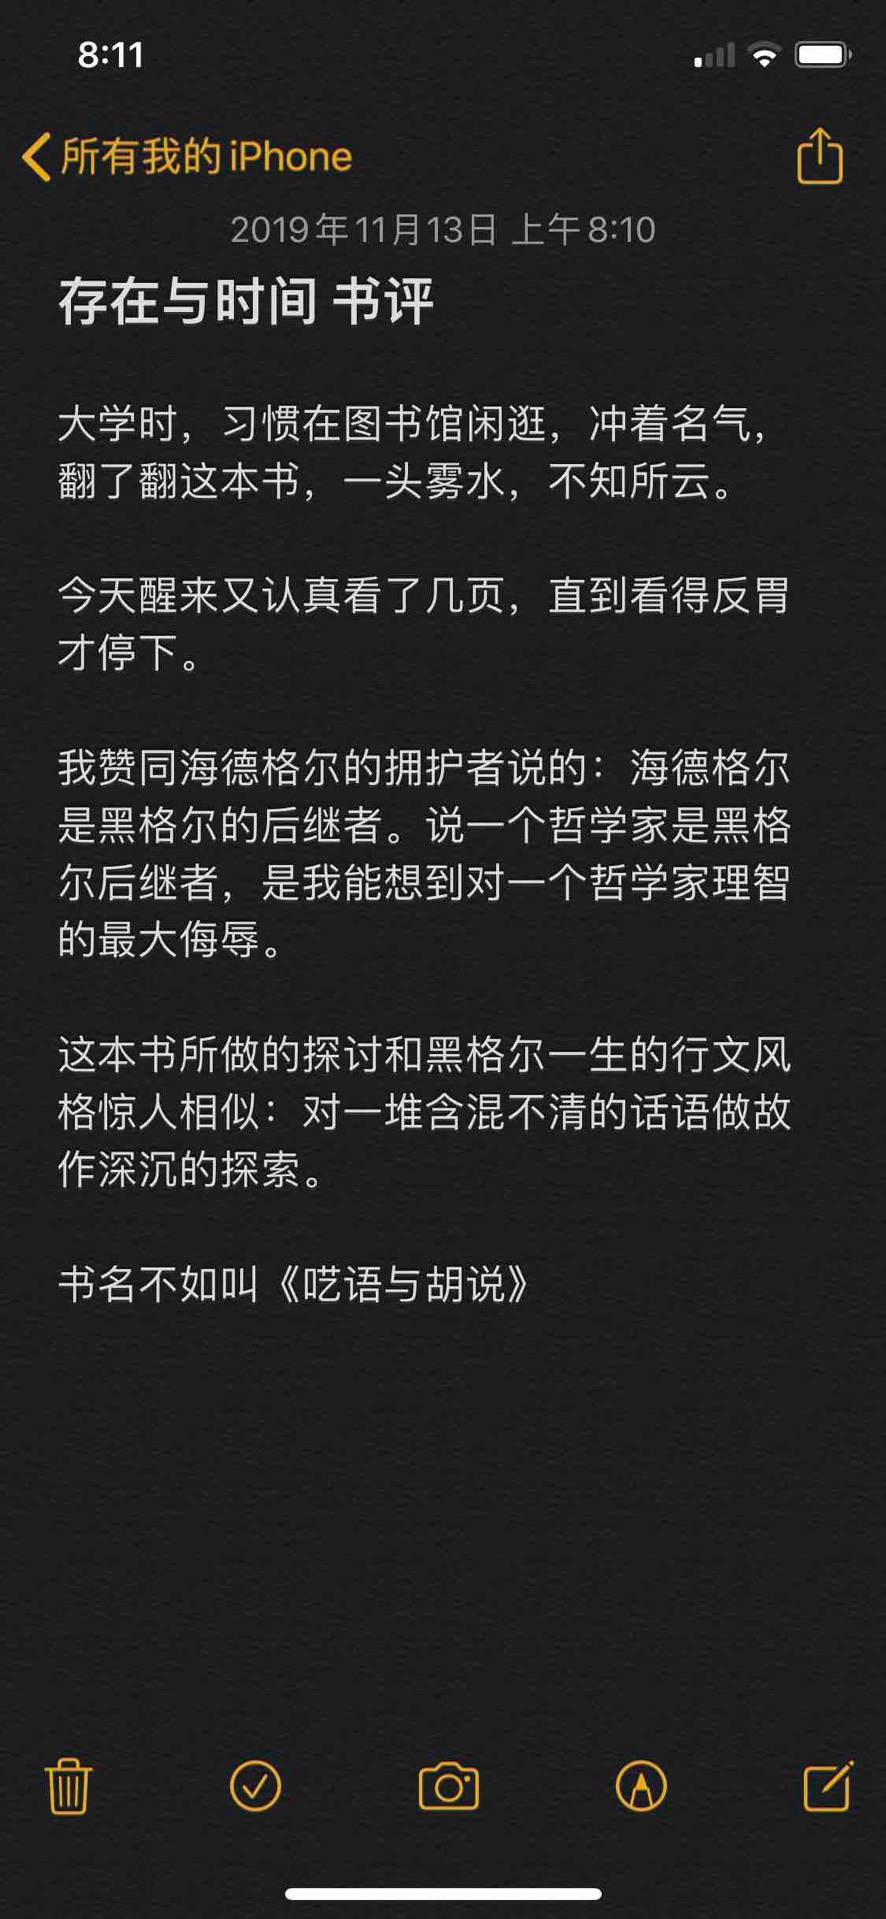 8:11
所有我的 iPhone
2019年11月13日 上午8:10
存在与时间 书评
大学时，习惯在图书馆闲逛，冲着名气，
翻了翻这本书，一头雾水，不知所云。
今天醒来又认真看了几页，直到看得反胃
才停下。
我赞同海德格尔的拥护者说的：海德格尔
是黑格尔的后继者。说一个哲学家是黑格
尔后继者，是我能想到对一个哲学家理智
的最大侮辱。
这本书所做的探讨和黑格尔一生的行文风
格惊人相似：对一堆含混不清的话语做故
作深沉的探索。
书名不如叫《呓语与胡说》